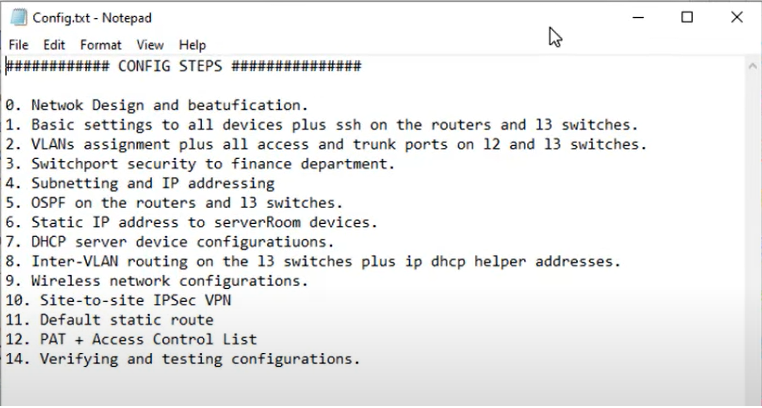 Config.txt - Notepad
File Edit Format View Help
############ CONFIG STEPS ###############
0. Netwok Design and beatufication.
1. Basic settings to all devices plus ssh on the routers and l3 switches.
2. VLANs assignment plus all access and trunk ports on l2 and l3 switches.
3. Switchport security to finance department.
4. Subnetting and IP addressing
5. OSPF on the routers and l3 switches.
6. Static IP address to serverRoom devices.
7. DHCP server device configuratiuons.
8. Inter-VLAN routing on the l3 switches plus ip dhcp helper addresses.
9. Wireless network configurations.
10. Site-to-site IPSec VPN
11. Default static route
12. PAT + Access Control List
14. Verifying and testing configurations.